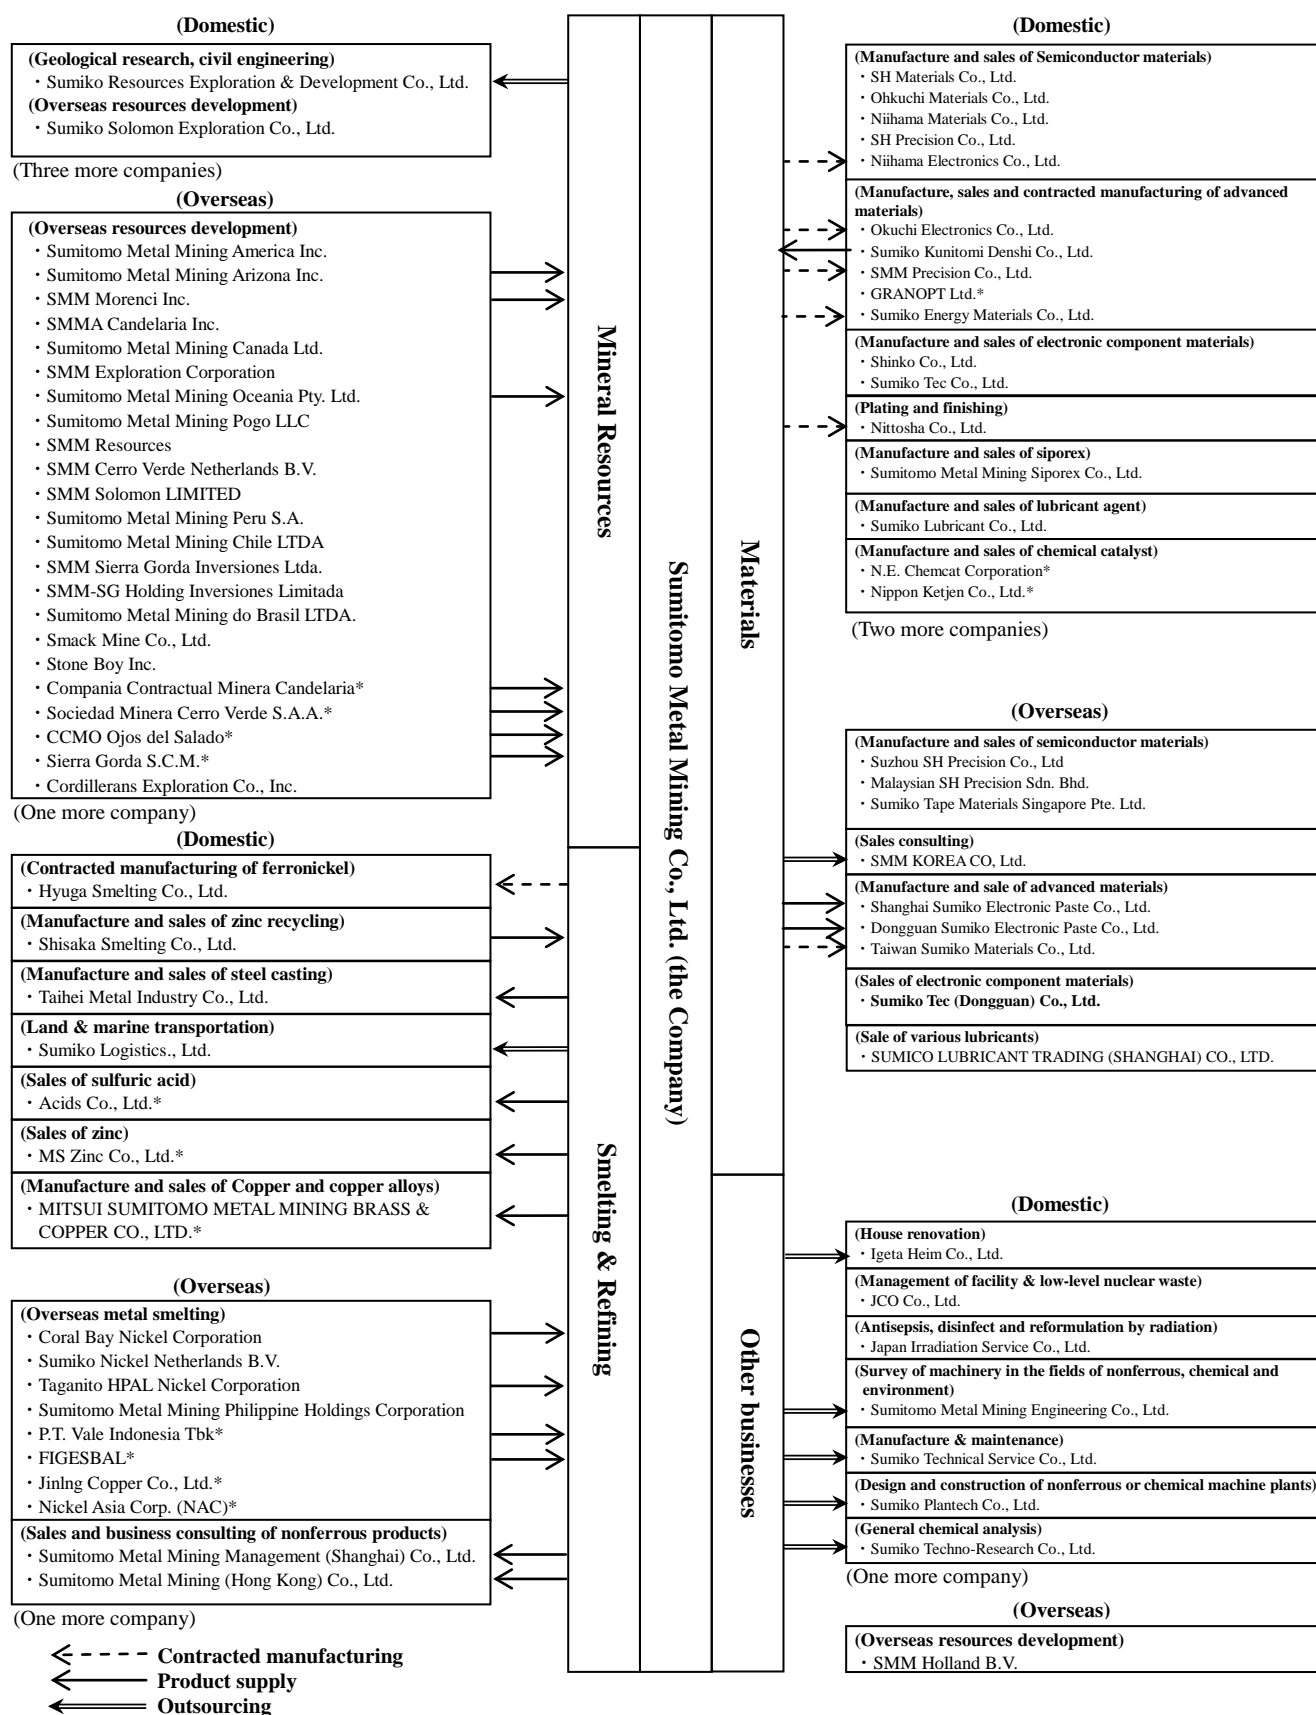 (Domestic)
(Geological research, civil engineering)
・Sumiko Resources Exploration & Development Co., Ltd.
(Overseas resources development)
・Sumiko Solomon Exploration Co., Ltd.
(Three more companies)
(Overseas)
(Overseas resources development)
・Sumitomo Metal Mining America Inc.
・Sumitomo Metal Mining Arizona Inc.
・SMM Morenci Inc.
・SMMA Candelaria Inc.
・Sumitomo Metal Mining Canada Ltd.
・SMM Exploration Corporation
・Sumitomo Metal Mining Oceania Pty. Ltd.
・Sumitomo Metal Mining Pogo LLC
・SMM Resources
・SMM Cerro Verde Netherlands B.V.
・SMM Solomon LIMITED
・Sumitomo Metal Mining Peru S.A.
・Sumitomo Metal Mining Chile LTDA
・SMM Sierra Gorda Inversiones Ltda.
・SMM-SG Holding Inversiones Limitada
・Sumitomo Metal Mining do Brasil LTDA.
・Smack Mine Co., Ltd.
・Stone Boy Inc.
・Compania Contractual Minera Candelaria*
・Sociedad Minera Cerro Verde S.A.A.*
・CCMO Ojos del Salado*
・Sierra Gorda S.C.M.*
・Cordillerans Exploration Co., Inc.
(One more company)
(Domestic)
(Contracted manufacturing of ferronickel)
・Hyuga Smelting Co., Ltd.
(Manufacture and sales of zinc recycling)
・Shisaka Smelting Co., Ltd.
(Manufacture and sales of steel casting)
・Taihei Metal Industry Co., Ltd.
(Land & marine transportation)
・Sumiko Logistics., Ltd.
(Sales of sulfuric acid)
・Acids Co., Ltd.*
(Sales of zinc)
・MS Zinc Co., Ltd.*
(Manufacture and sales of Copper and copper alloys)
・MITSUI SUMITOMO METAL MINING BRASS &
COPPER CO., LTD.*
(Overseas)
(Overseas metal smelting)
・Coral Bay Nickel Corporation
・Sumiko Nickel Netherlands B.V.
・Taganito HPAL Nickel Corporation
・Sumitomo Metal Mining Philippine Holdings Corporation
・P.T. Vale Indonesia Tbk*
・FIGESBAL*
・Jinlng Copper Co., Ltd.*
・Nickel Asia Corp. (NAC)*
(Sales and business consulting of nonferrous products)
・Sumitomo Metal Mining Management (Shanghai) Co., Ltd.
・Sumitomo Metal Mining (Hong Kong) Co., Ltd.
(One more company)
Contracted manufacturing
Product supply
Outsourcing
Mineral Resources
Smelting & Refining
Sumitomo Metal Mining Co., Ltd. (the Company)
Materials
Other businesses
(Domestic)
(Manufacture and sales of Semiconductor materials)
・SH Materials Co., Ltd.
・Ohkuchi Materials Co., Ltd.
・Niihama Materials Co., Ltd.
・SH Precision Co., Ltd.
・Niihama Electronics Co., Ltd.
(Manufacture, sales and contracted manufacturing of advanced
materials)
・Okuchi Electronics Co., Ltd.
・Sumiko Kunitomi Denshi Co., Ltd.
・SMM Precision Co., Ltd.
・GRANOPT Ltd.*
・Sumiko Energy Materials Co., Ltd.
(Manufacture and sales of electronic component materials)
・Shinko Co., Ltd.
・Sumiko Tec Co., Ltd.
(Plating and finishing)
・Nittosha Co., Ltd.
(Manufacture and sales of siporex)
・Sumitomo Metal Mining Siporex Co., Ltd.
(Manufacture and sales of lubricant agent)
・Sumiko Lubricant Co., Ltd.
(Manufacture and sales of chemical catalyst)
・N.E. Chemcat Corporation*
・Nippon Ketjen Co., Ltd.*
(Two more companies)
(Overseas)
(Manufacture and sales of semiconductor materials)
・Suzhou SH Precision Co., Ltd
・Malaysian SH Precision Sdn. Bhd.
・Sumiko Tape Materials Singapore Pte. Ltd.
(Sales consulting)
・SMM KOREA CO, Ltd.
(Manufacture and sale of advanced materials)
・Shanghai Sumiko Electronic Paste Co., Ltd.
・Dongguan Sumiko Electronic Paste Co., Ltd.
・Taiwan Sumiko Materials Co., Ltd.
(Sales of electronic component materials)
・Sumiko Tec (Dongguan) Co., Ltd.
(Sale of various lubricants)
・SUMICO LUBRICANT TRADING (SHANGHAI) CO., LTD.
(Domestic)
(House renovation)
・Igeta Heim Co., Ltd.
(Management of facility & low-level nuclear waste)
・JCO Co., Ltd.
(Antisepsis, disinfect and reformulation by radiation)
・Japan Irradiation Service Co., Ltd.
(Survey of machinery in the fields of nonferrous, chemical and
environment)
・Sumitomo Metal Mining Engineering Co., Ltd.
(Manufacture & maintenance)
・Sumiko Technical Service Co., Ltd.
(Design and construction of nonferrous or chemical machine plants)
・Sumiko Plantech Co., Ltd.
(General chemical analysis)
・Sumiko Techno-Research Co., Ltd.
(One more company)
(Overseas)
(Overseas resources development)
・SMM Holland B.V.